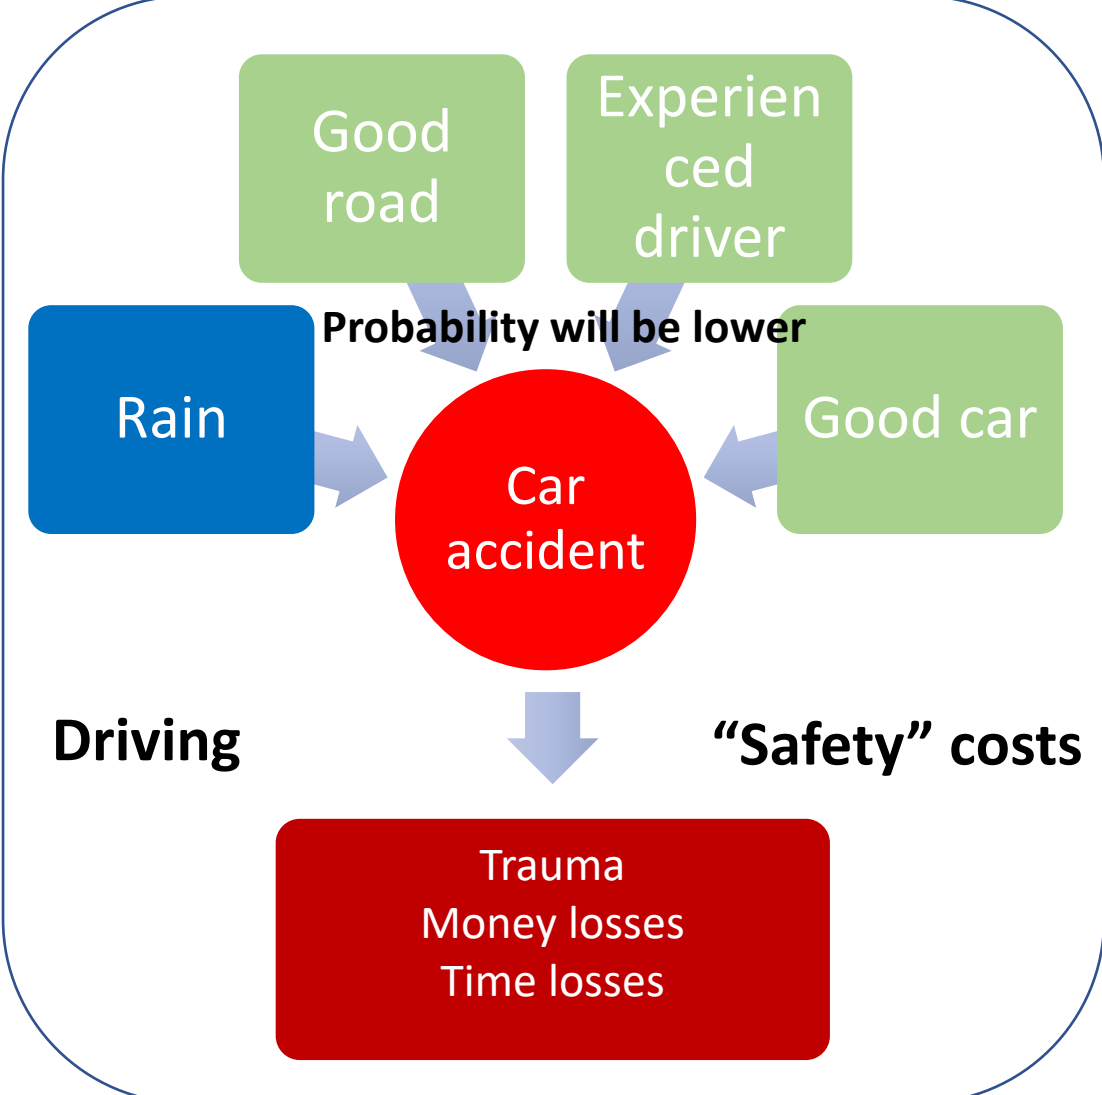 Good
road
Experien
ced
driver
Probability will be lower
Rain
Good car
Car
accident
Driving
“Safety” costs
Trauma
Money losses
Time losses